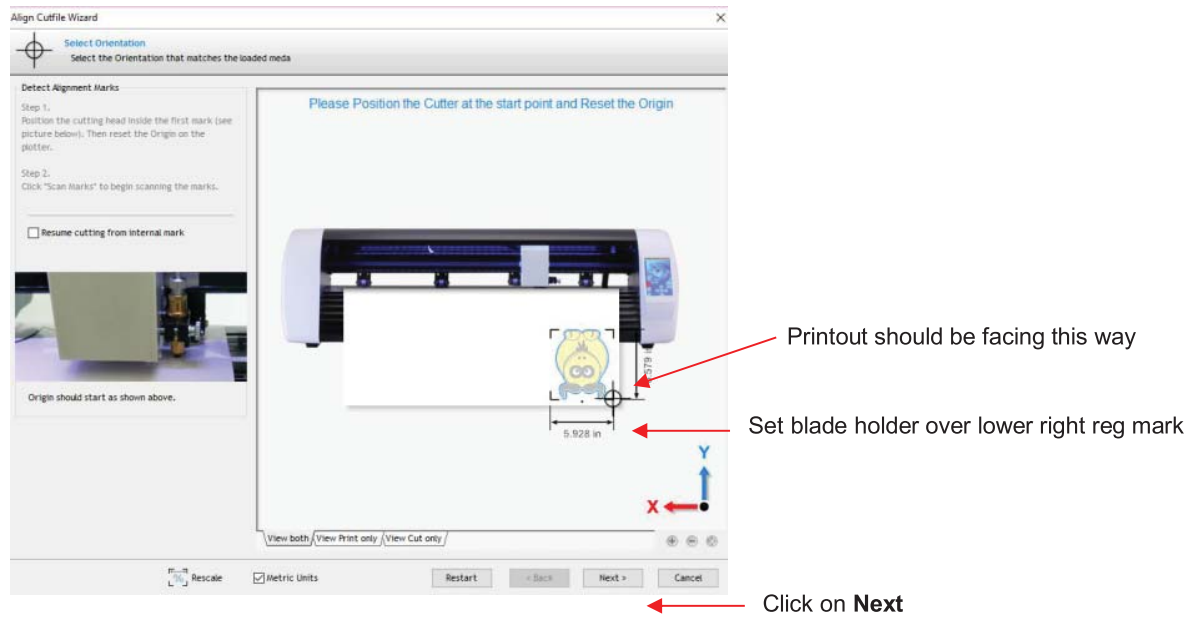 Align Cutfile Wizard
Select Orientation
Select the Orientation that matches the loaded meda
Detect Alignment Marks
Step 1.
Position the cutting head inside the first mark (see
picture below). Then reset the Origin on the
plotter.
Step 2.
Click "Scan Marks" to begin scanning the marks.
Resume cutting from internal mark
Origin should start as shown above.
Please Position the Cutter at the start point and Reset the Origin
Printout should be facing this way
Set blade holder over lower right reg mark
5.928 in
Y
X
View both View Print only View Cut only
% Rescale
Metric Units
Restart
< Back
Next >
Cancel
Click on Next